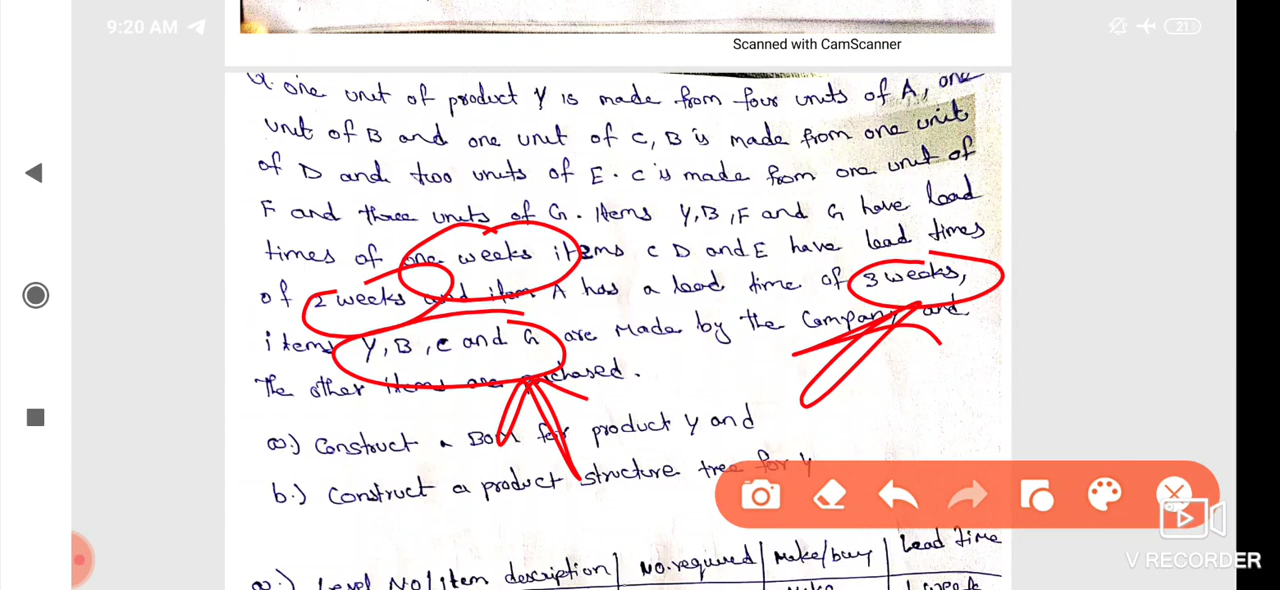 9:20 AM
21
Scanned with CamScanner
one unit of product Y is made from four units of A, one
unit of B and one unit of C, B is made from one unit
of D and two units of E. C is made from one unit of
F and three units of G. Items Y, B, F and G have lead
times of one weeks items C D and E have lead times
of 2 weeks and item A has a lead time of 3 weeks,
items Y, B, C and G are made by the Company and
The other items are purchased.
a.) Construct a BOM for product Y and
b.) Construct a product structure tree for Y
V RECORDER
a.) Level No/Item description/ No. required/ Make/buy/ Lead time
Make